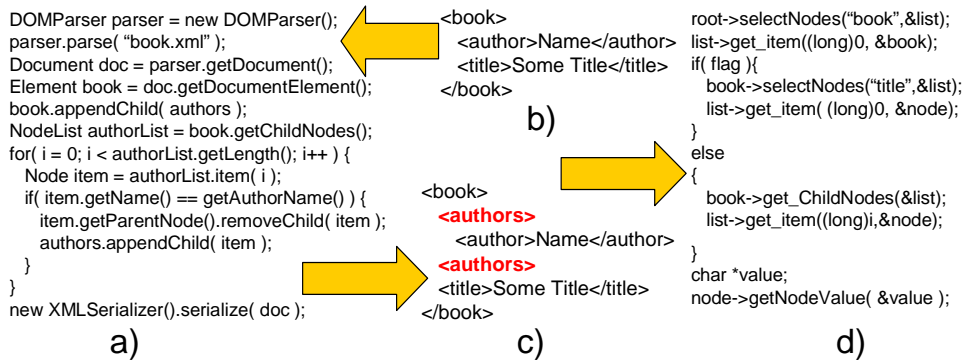 DOMParser parser = new DOMParser();
parser.parse( “book.xml” );
Document doc = parser.getDocument();
Element book = doc.getDocumentElement();
book.appendChild( authors );
NodeList authorList = book.getChildNodes();
for( i = 0; i < authorList.getLength(); i++ ) {
Node item = authorList.item( i );
if( item.getName() == getAuthorName() ) {
item.getParentNode().removeChild( item );
authors.appendChild( item );
}
}
new XMLSerializer().serialize( doc );
a)
<book>
<author>Name</author>
<title>Some Title</title>
</book>
b)
<book>
<authors>
<author>Name</author>
<authors>
<title>Some Title</title>
</book>
c)
root->selectNodes(“book”,&list);
list->get_item((long)0, &book);
if( flag ){
book->selectNodes(“title”,&list);
list->get_item( (long)0, &node);
}
else
{
book->get_ChildNodes(&list);
list->get_item((long)i,&node);
}
char *value;
node->getNodeValue( &value );
d)